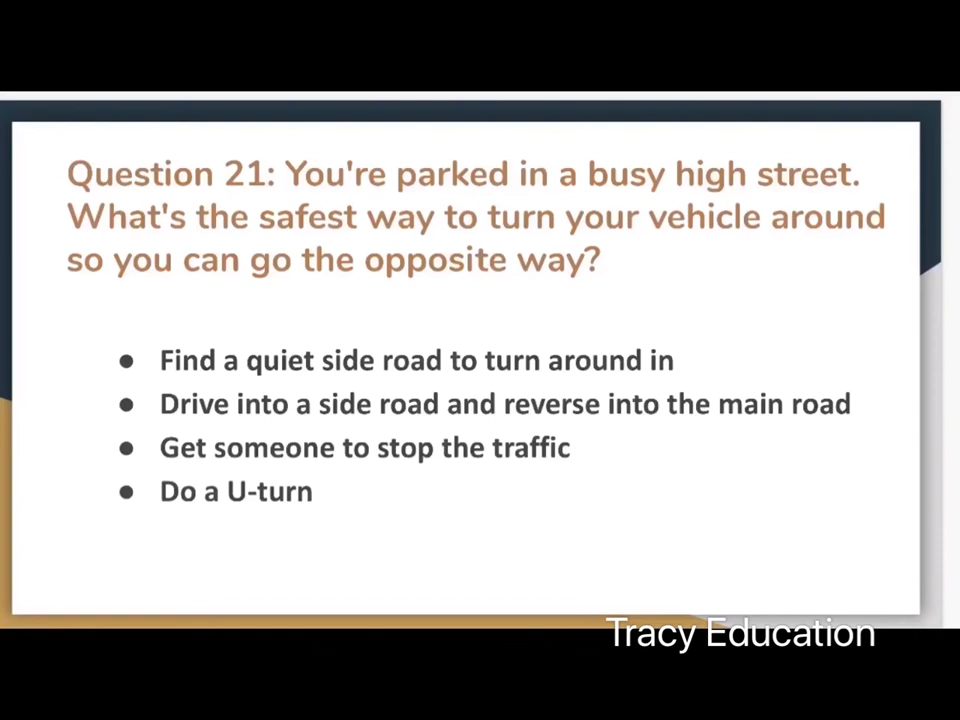 Question 21: You're parked in a busy high street.
What's the safest way to turn your vehicle around
so you can go the opposite way?
● Find a quiet side road to turn around in
● Drive into a side road and reverse into the main road
● Get someone to stop the traffic
● Do a U-turn
Tracy Education